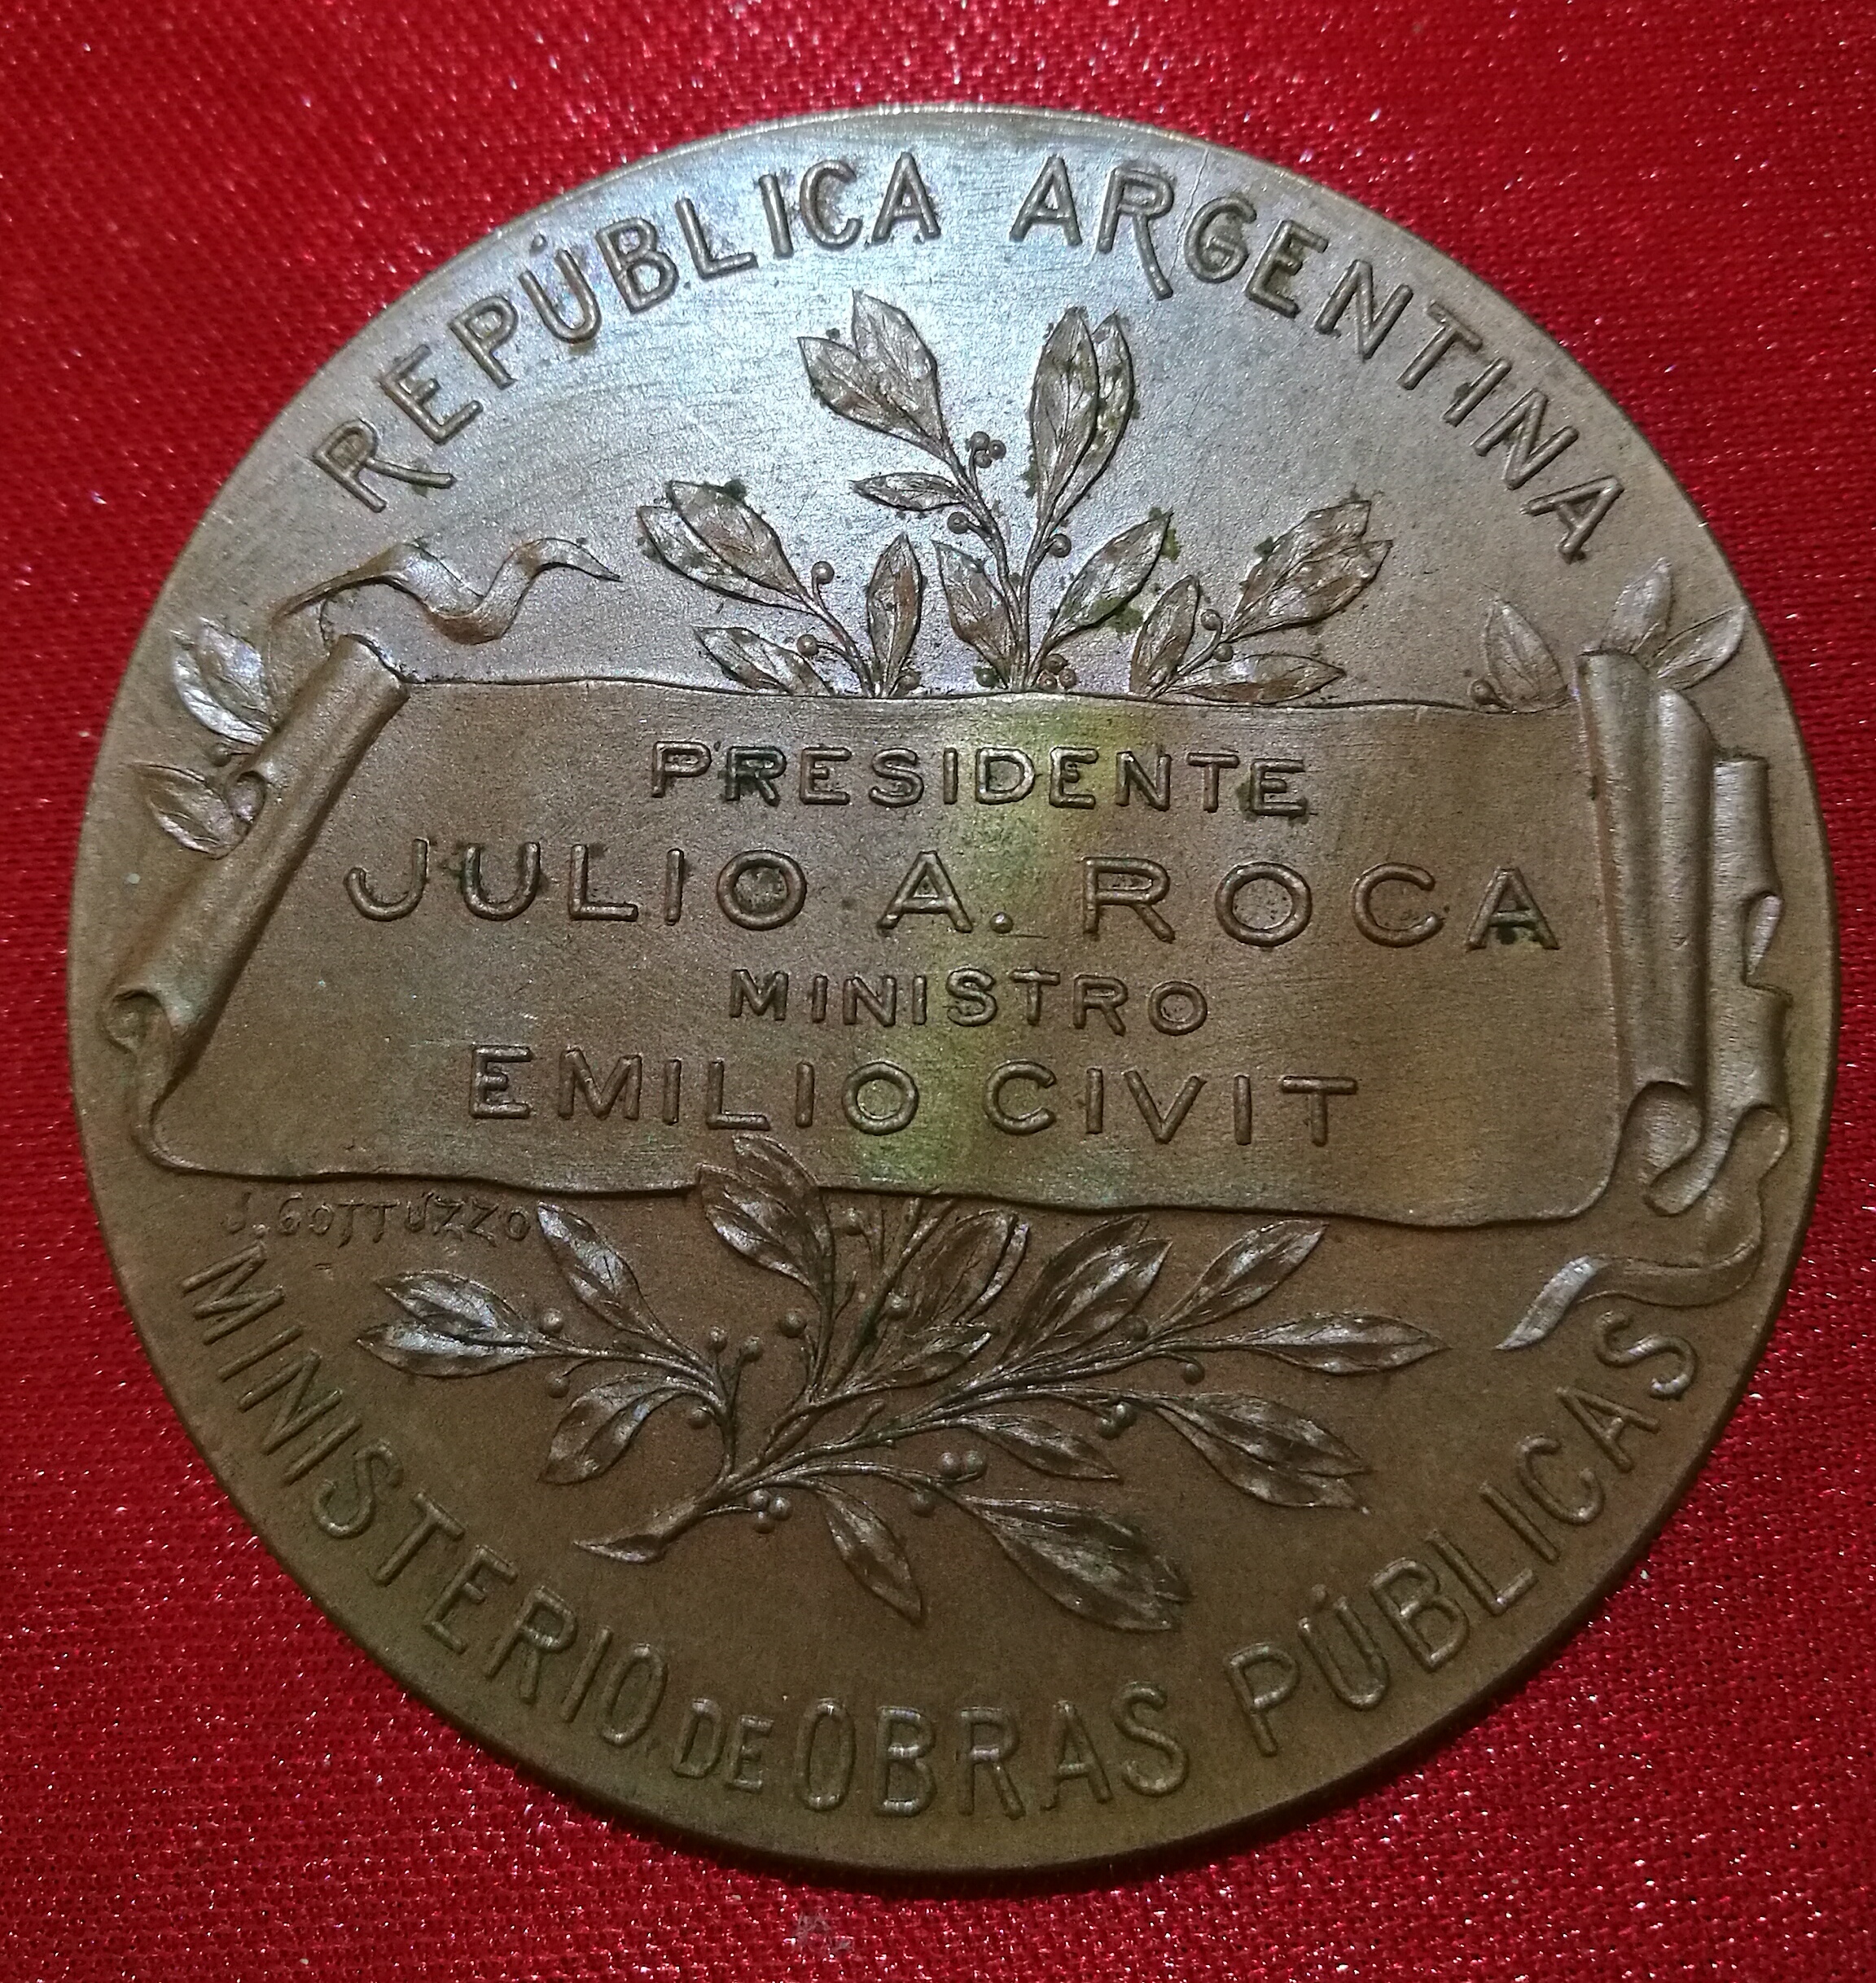 REPÚBLICA ARGENTINA
PRESIDENTE
JULIO A. ROCA
MINISTRO
EMILIO CIVIT
J. GOTTUZZO
MINISTERIO DE OBRAS PÚBLICAS